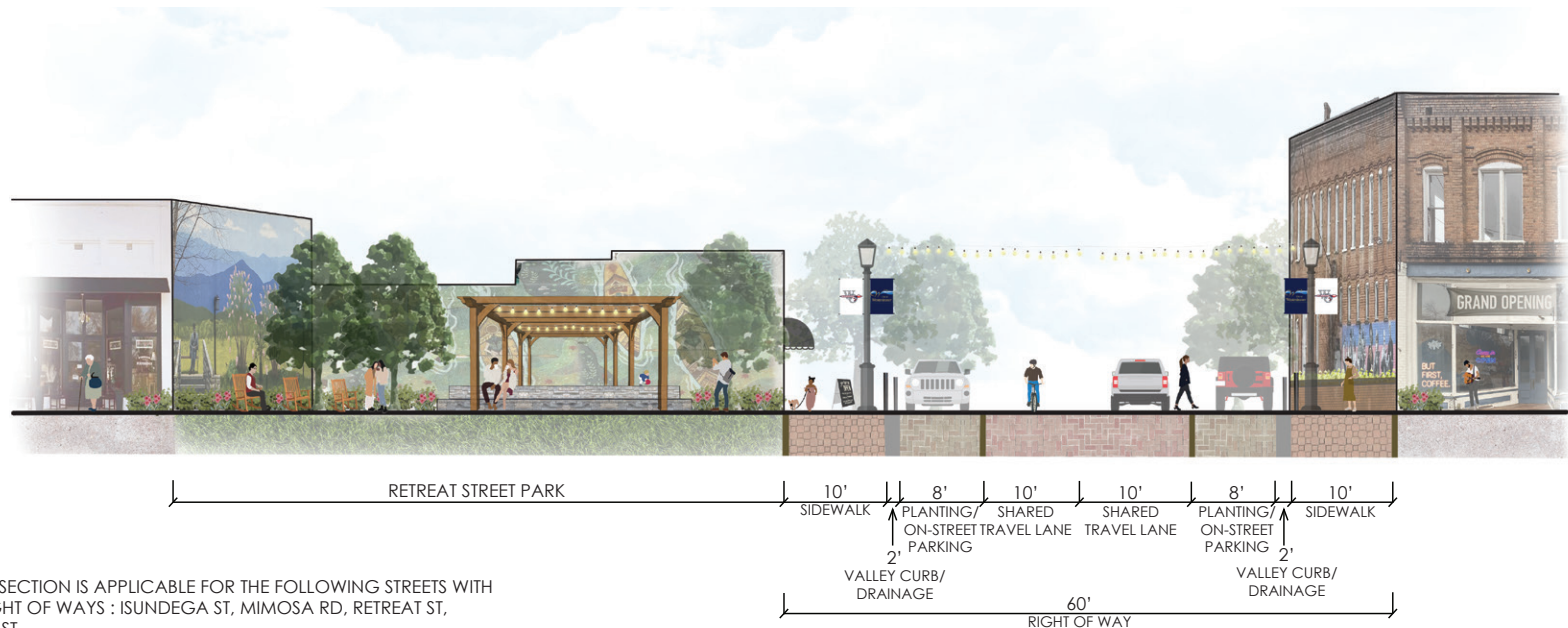 GRAND OPENING
BUT
FIRST,
COFFEE.
RETREAT STREET PARK
10'
SIDEWALK
2'
VALLEY CURB/
DRAINAGE
8'
PLANTING/
ON-STREET
PARKING
10'
SHARED
TRAVEL LANE
10'
SHARED
TRAVEL LANE
8'
PLANTING/
ON-STREET
PARKING
2'
VALLEY CURB/
DRAINAGE
10'
SIDEWALK
60'
RIGHT OF WAY
SECTION IS APPLICABLE FOR THE FOLLOWING STREETS WITH
GHT OF WAYS : ISUNDEGA ST, MIMOSA RD, RETREAT ST,
ST